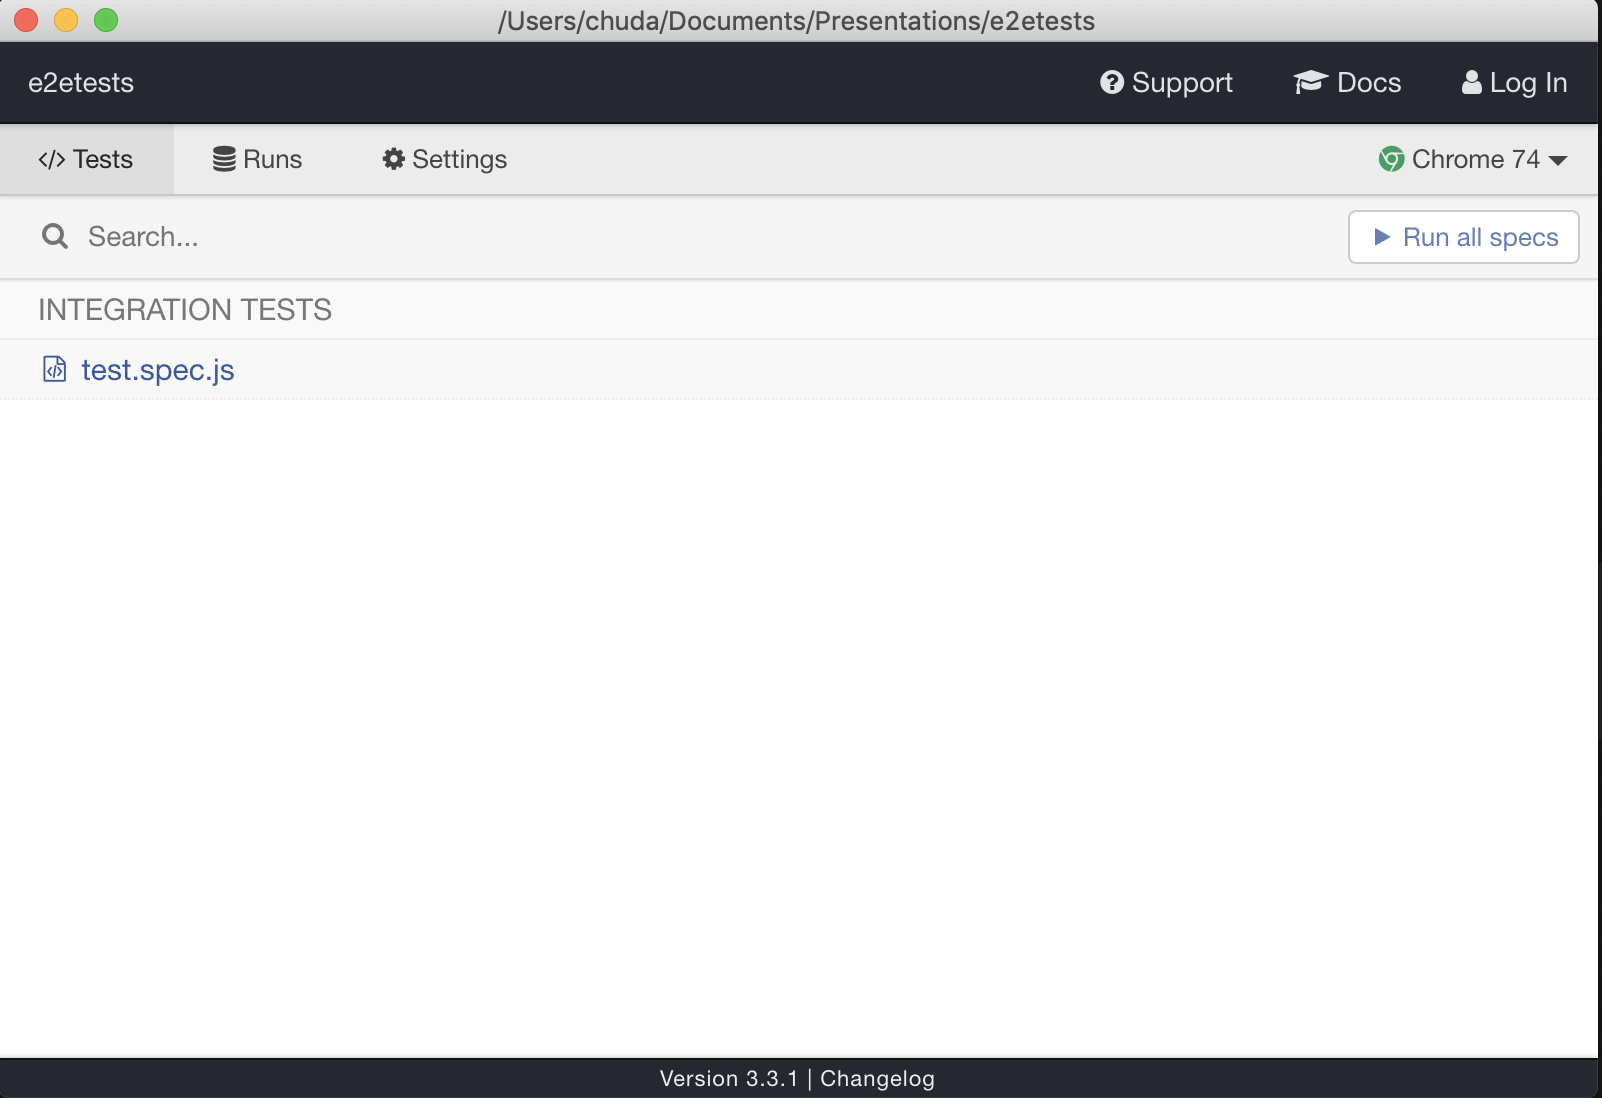 /Users/chuda/Documents/Presentations/e2etests
e2etests
Support
Docs
Log In
Tests
Runs
Settings
Chrome 74
Search...
Run all specs
INTEGRATION TESTS
test.spec.js
Version 3.3.1 | Changelog